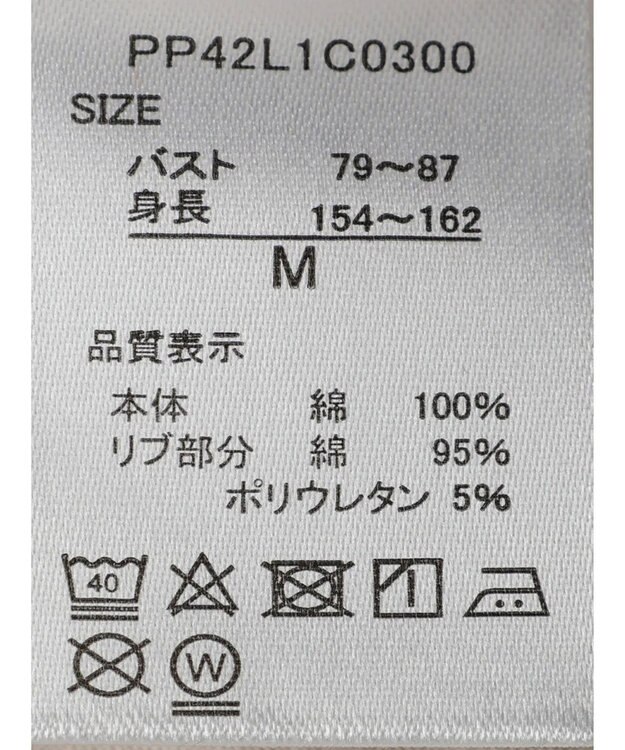 PP42L1C0300
SIZE
バスト 79～87
身長 154～162
M
品質表示
本体 綿 100%
リブ部分 綿 95%
ポリウレタン 5%
40
W